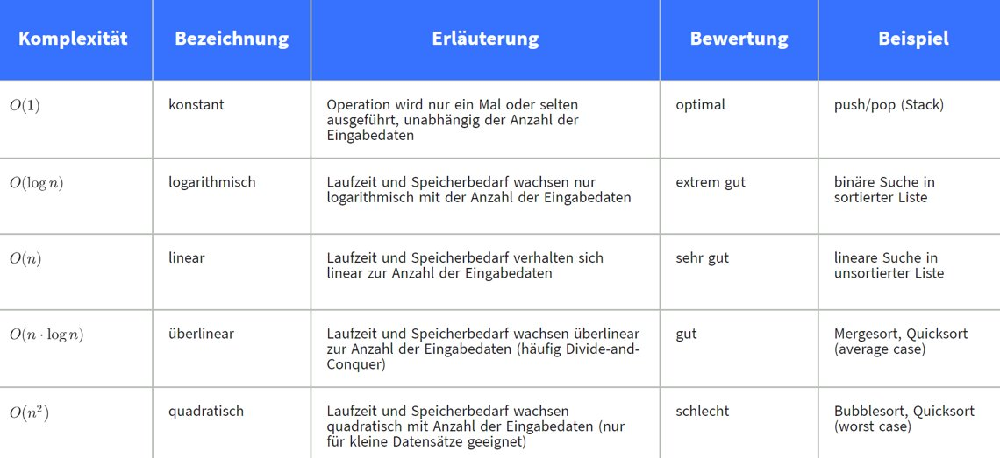 Komplexität Bezeichnung Erläuterung Bewertung Beispiel
O(1) konstant Operation wird nur ein Mal oder selten optimal push/pop (Stack)
ausgeführt, unabhängig der Anzahl der
Eingabedaten
O(log n) logarithmisch Laufzeit und Speicherbedarf wachsen nur extrem gut binäre Suche in
logarithmisch mit der Anzahl der Eingabedaten sortierter Liste
O(n) linear Laufzeit und Speicherbedarf verhalten sich sehr gut lineare Suche in
linear zur Anzahl der Eingabedaten unsortierter Liste
O(n · log n) überlinear Laufzeit und Speicherbedarf wachsen überlinear gut Mergesort, Quicksort
zur Anzahl der Eingabedaten (häufig Divide-and- (average case)
Conquer)
O(n²) quadratisch Laufzeit und Speicherbedarf wachsen schlecht Bubblesort, Quicksort
quadratisch mit Anzahl der Eingabedaten (nur (worst case)
für kleine Datensätze geeignet)